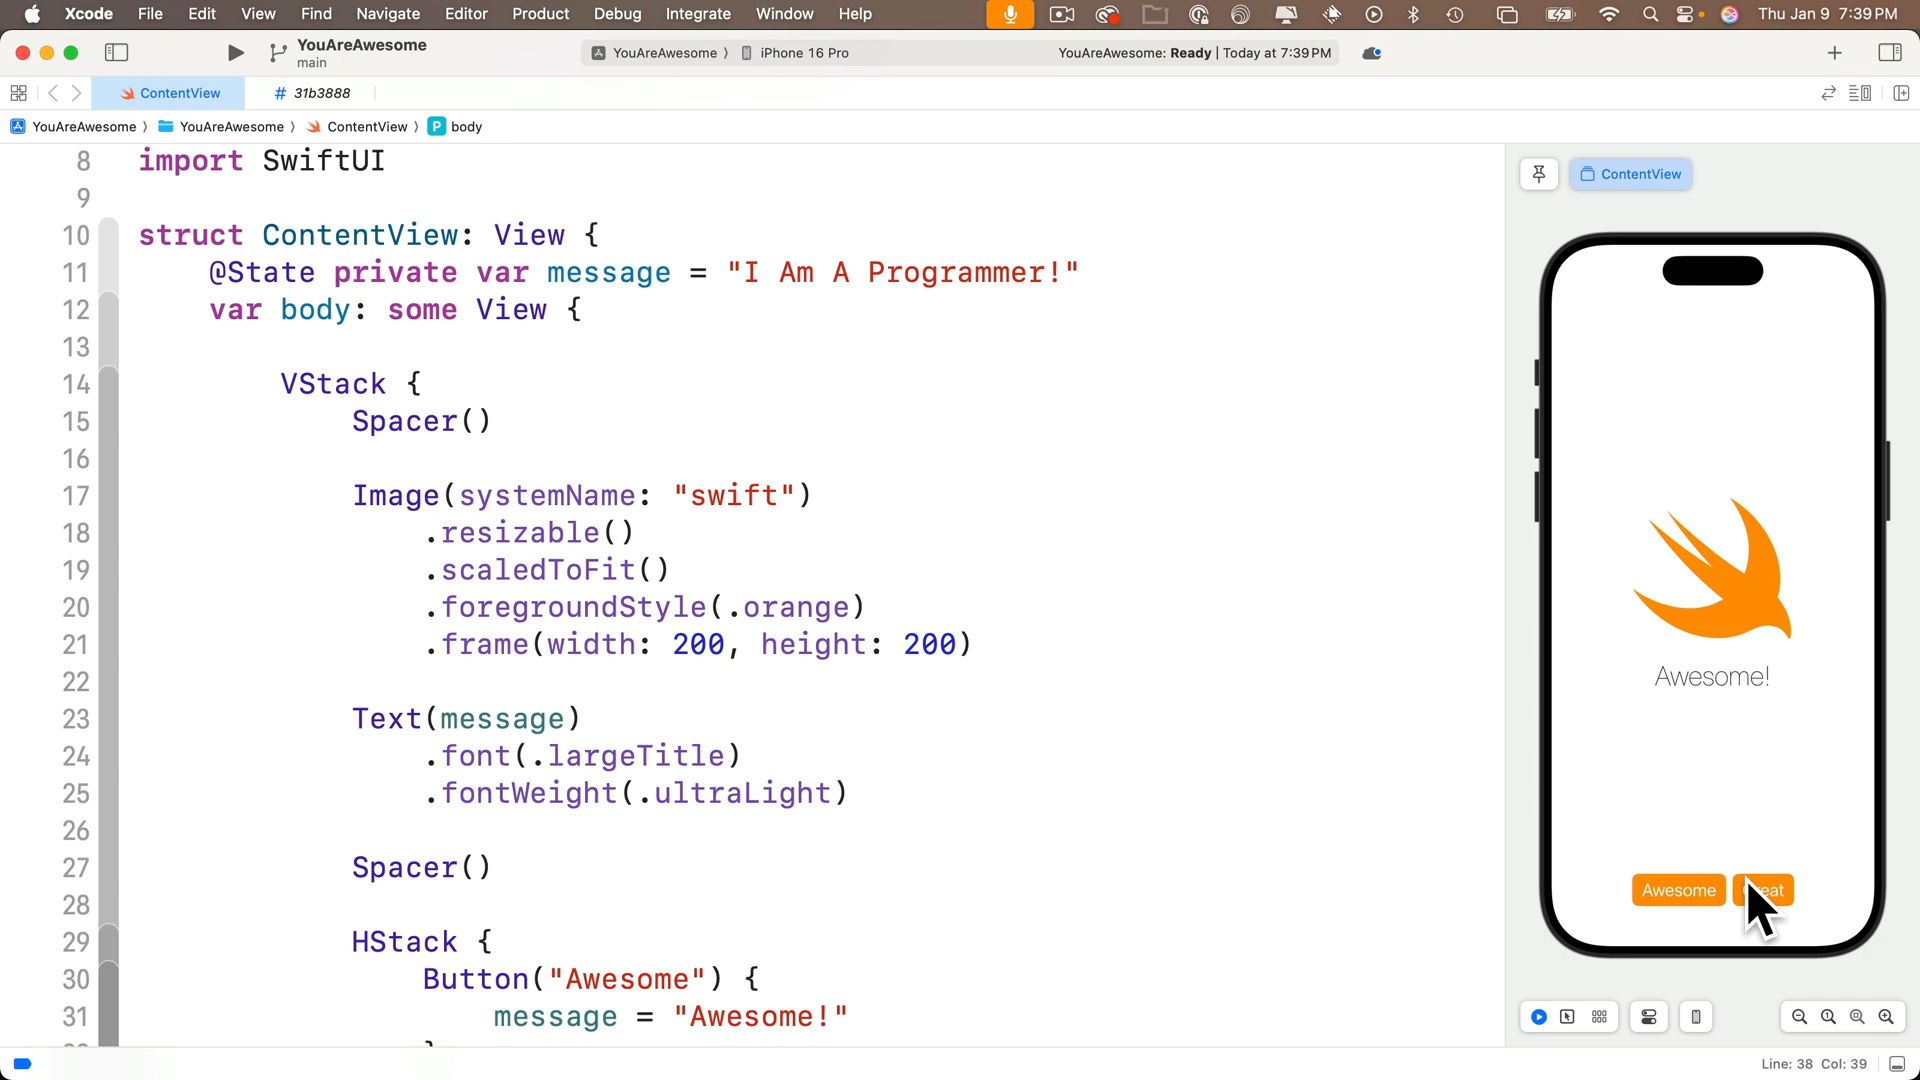 Xcode File Edit View Find Navigate Editor Product Debug Integrate Window Help Thu Jan 9 7:39 PM
YouAreAwesome
main
YouAreAwesome 〉 iPhone 16 Pro
YouAreAwesome: Ready | Today at 7:39 PM
ContentView
# 31b3888
YouAreAwesome 〉 YouAreAwesome 〉 ContentView 〉 P body
8 import SwiftUI
9
10 struct ContentView: View {
11 @State private var message = "I Am A Programmer!"
12 var body: some View {
13
14 VStack {
15 Spacer()
16
17 Image(systemName: "swift")
18 .resizable()
19 .scaledToFit()
20 .foregroundStyle(.orange)
21 .frame(width: 200, height: 200)
22
23 Text(message)
24 .font(.largeTitle)
25 .fontWeight(.ultraLight)
26
27 Spacer()
28
29 HStack {
30 Button("Awesome") {
31 message = "Awesome!"
ContentView
Awesome!
Awesome
Line: 38 Col: 39